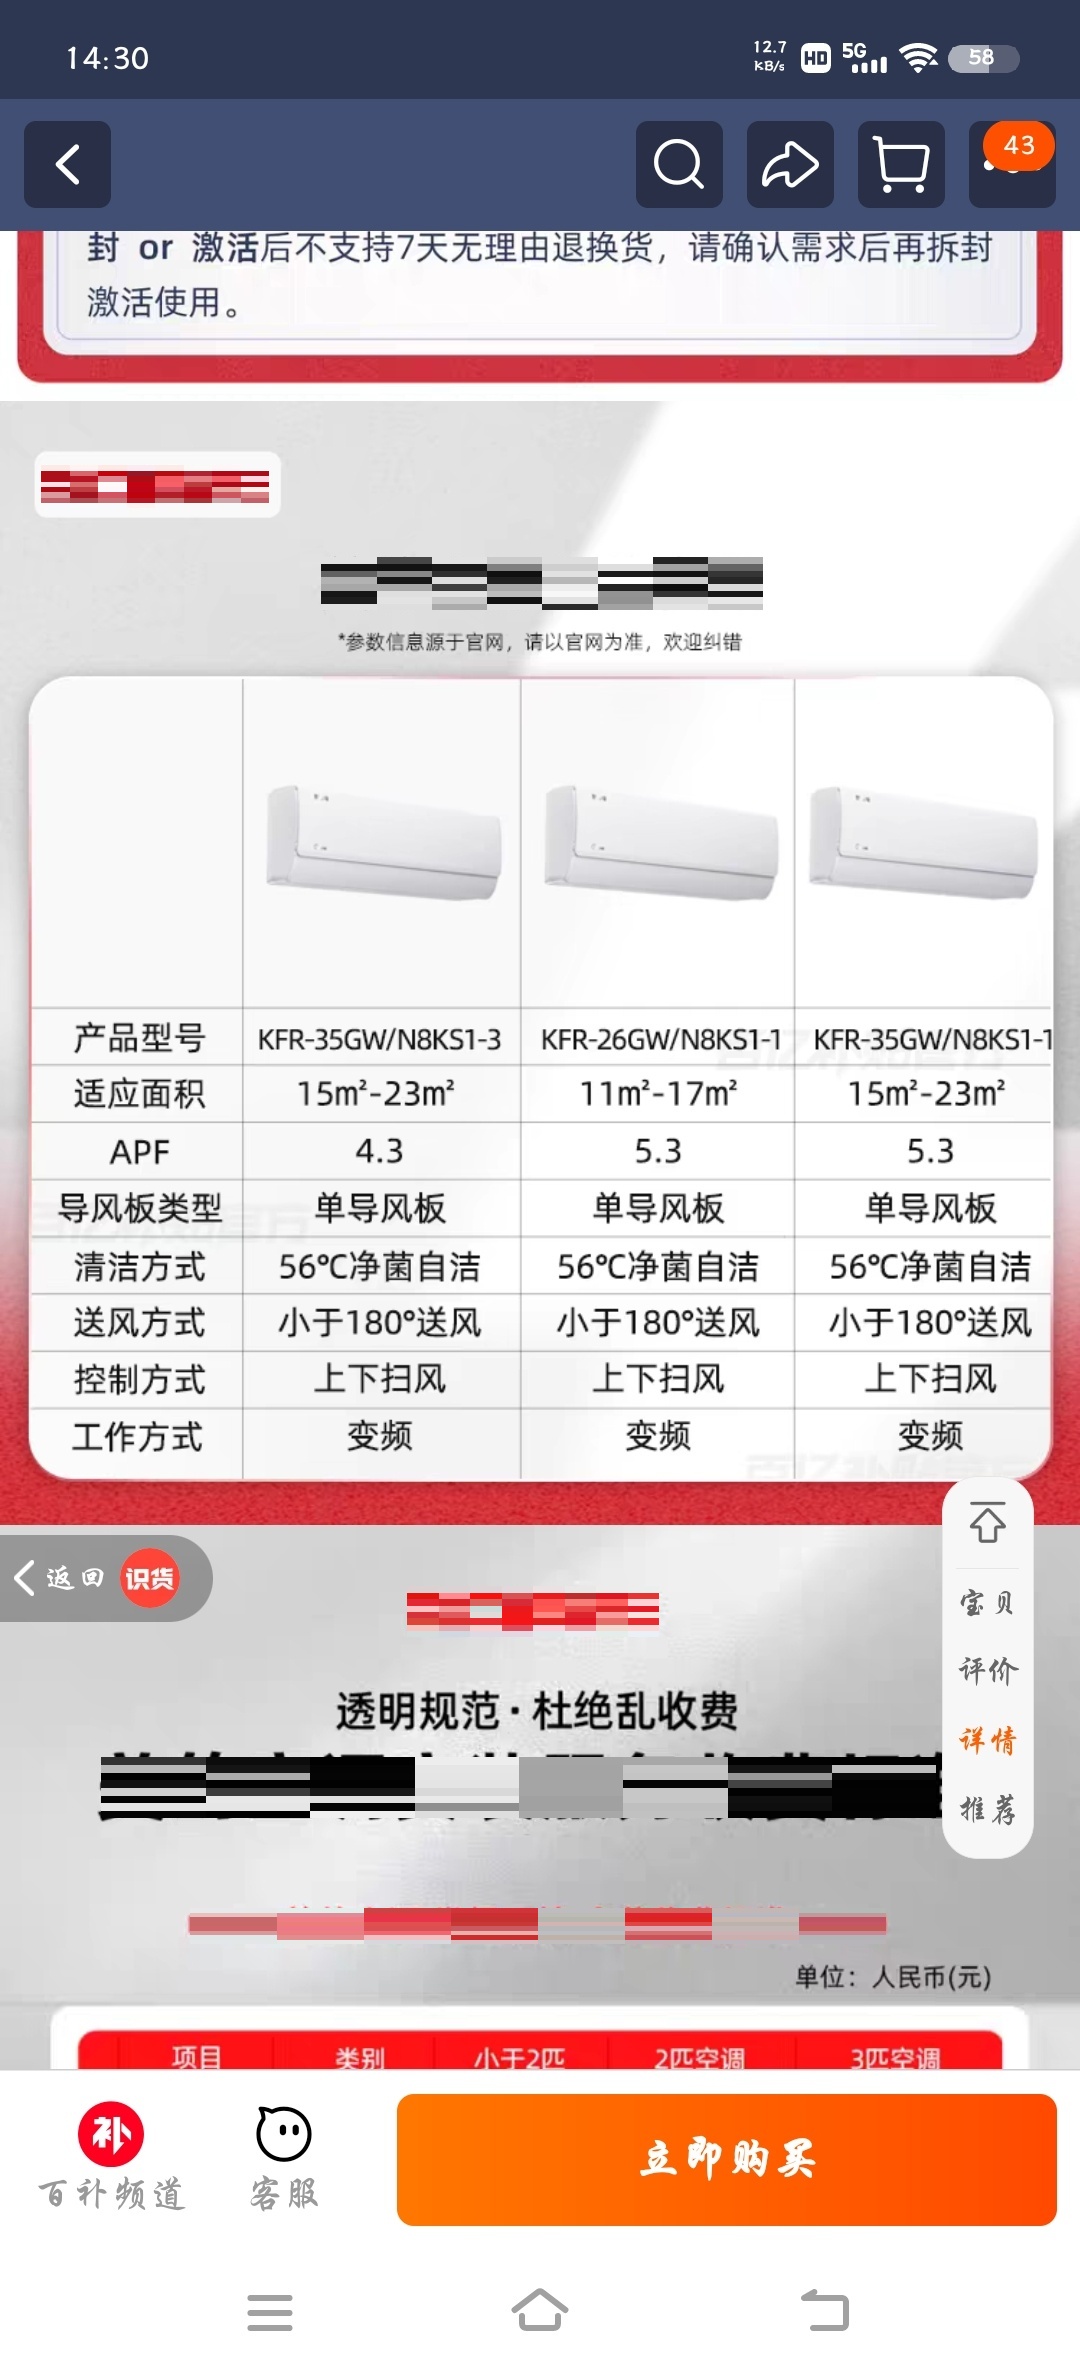 14:30
12.7
KB/s
HD
5G
58
43
封 or 激活后不支持7天无理由退换货，请确认需求后再拆封
激活使用。
*参数信息源于官网，请以官网为准，欢迎纠错
产品型号 KFR-35GW/N8KS1-3 KFR-26GW/N8KS1-1 KFR-35GW/N8KS1-1
适应面积 15m²-23m² 11m²-17m² 15m²-23m²
APF 4.3 5.3 5.3
导风板类型 单导风板 单导风板 单导风板
清洁方式 56℃净菌自洁 56℃净菌自洁 56℃净菌自洁
送风方式 小于180°送风 小于180°送风 小于180°送风
控制方式 上下扫风 上下扫风 上下扫风
工作方式 变频 变频 变频
返回 识货
宝贝
评价
详情
推荐
透明规范·杜绝乱收费
单位：人民币(元)
项目 类别 小于2匹 2匹空调 3匹空调
补
百补频道
客服
立即购买